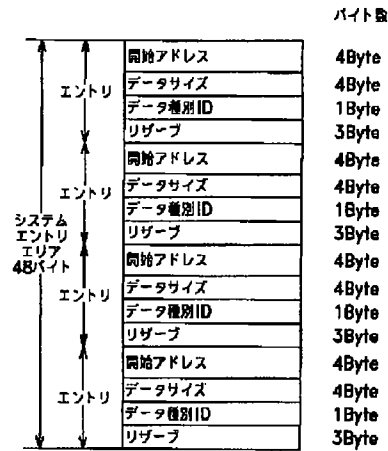 バイト数
開始アドレス 4Byte
データサイズ 4Byte
データ種別ID 1Byte
リザーブ 3Byte
開始アドレス 4Byte
データサイズ 4Byte
データ種別ID 1Byte
リザーブ 3Byte
開始アドレス 4Byte
データサイズ 4Byte
データ種別ID 1Byte
リザーブ 3Byte
開始アドレス 4Byte
データサイズ 4Byte
データ種別ID 1Byte
リザーブ 3Byte
エントリ
エントリ
エントリ
エントリ
システム
エントリ
エリア
48バイト